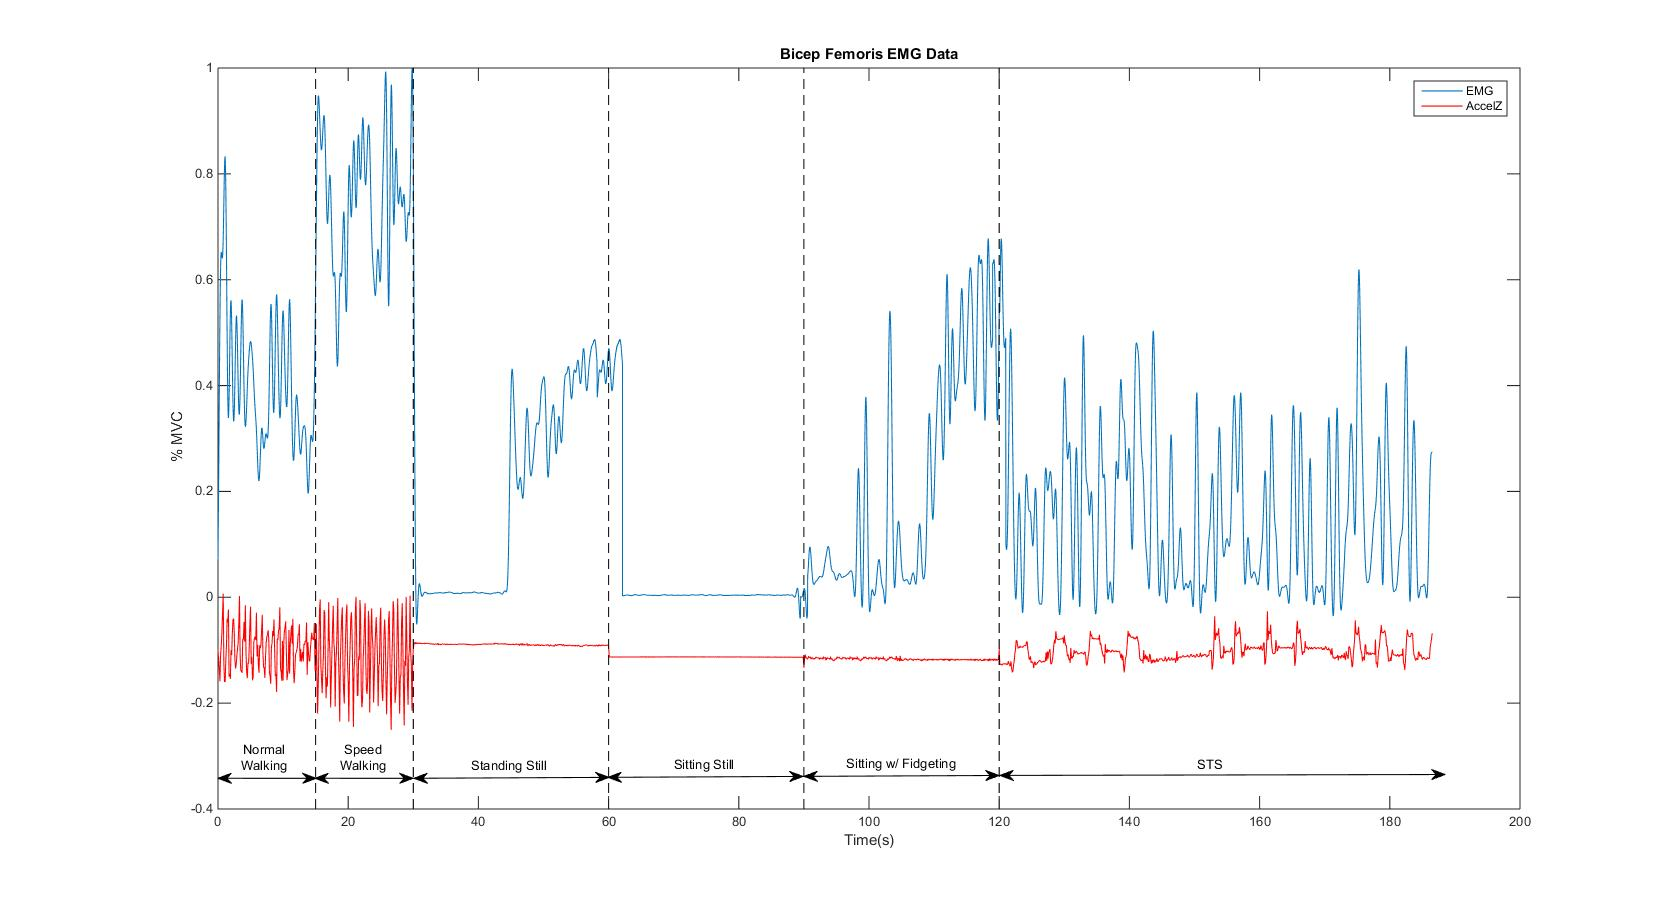 Bicep Femoris EMG Data
EMG
AccelZ
1
0.8
0.6
0.4
0.2
0
-0.2
-0.4
% MVC
Normal
Walking
Speed
Walking
Standing Still
Sitting Still
Sitting w/ Fidgeting
STS
0 20 40 60 80 100 120 140 160 180 200
Time(s)